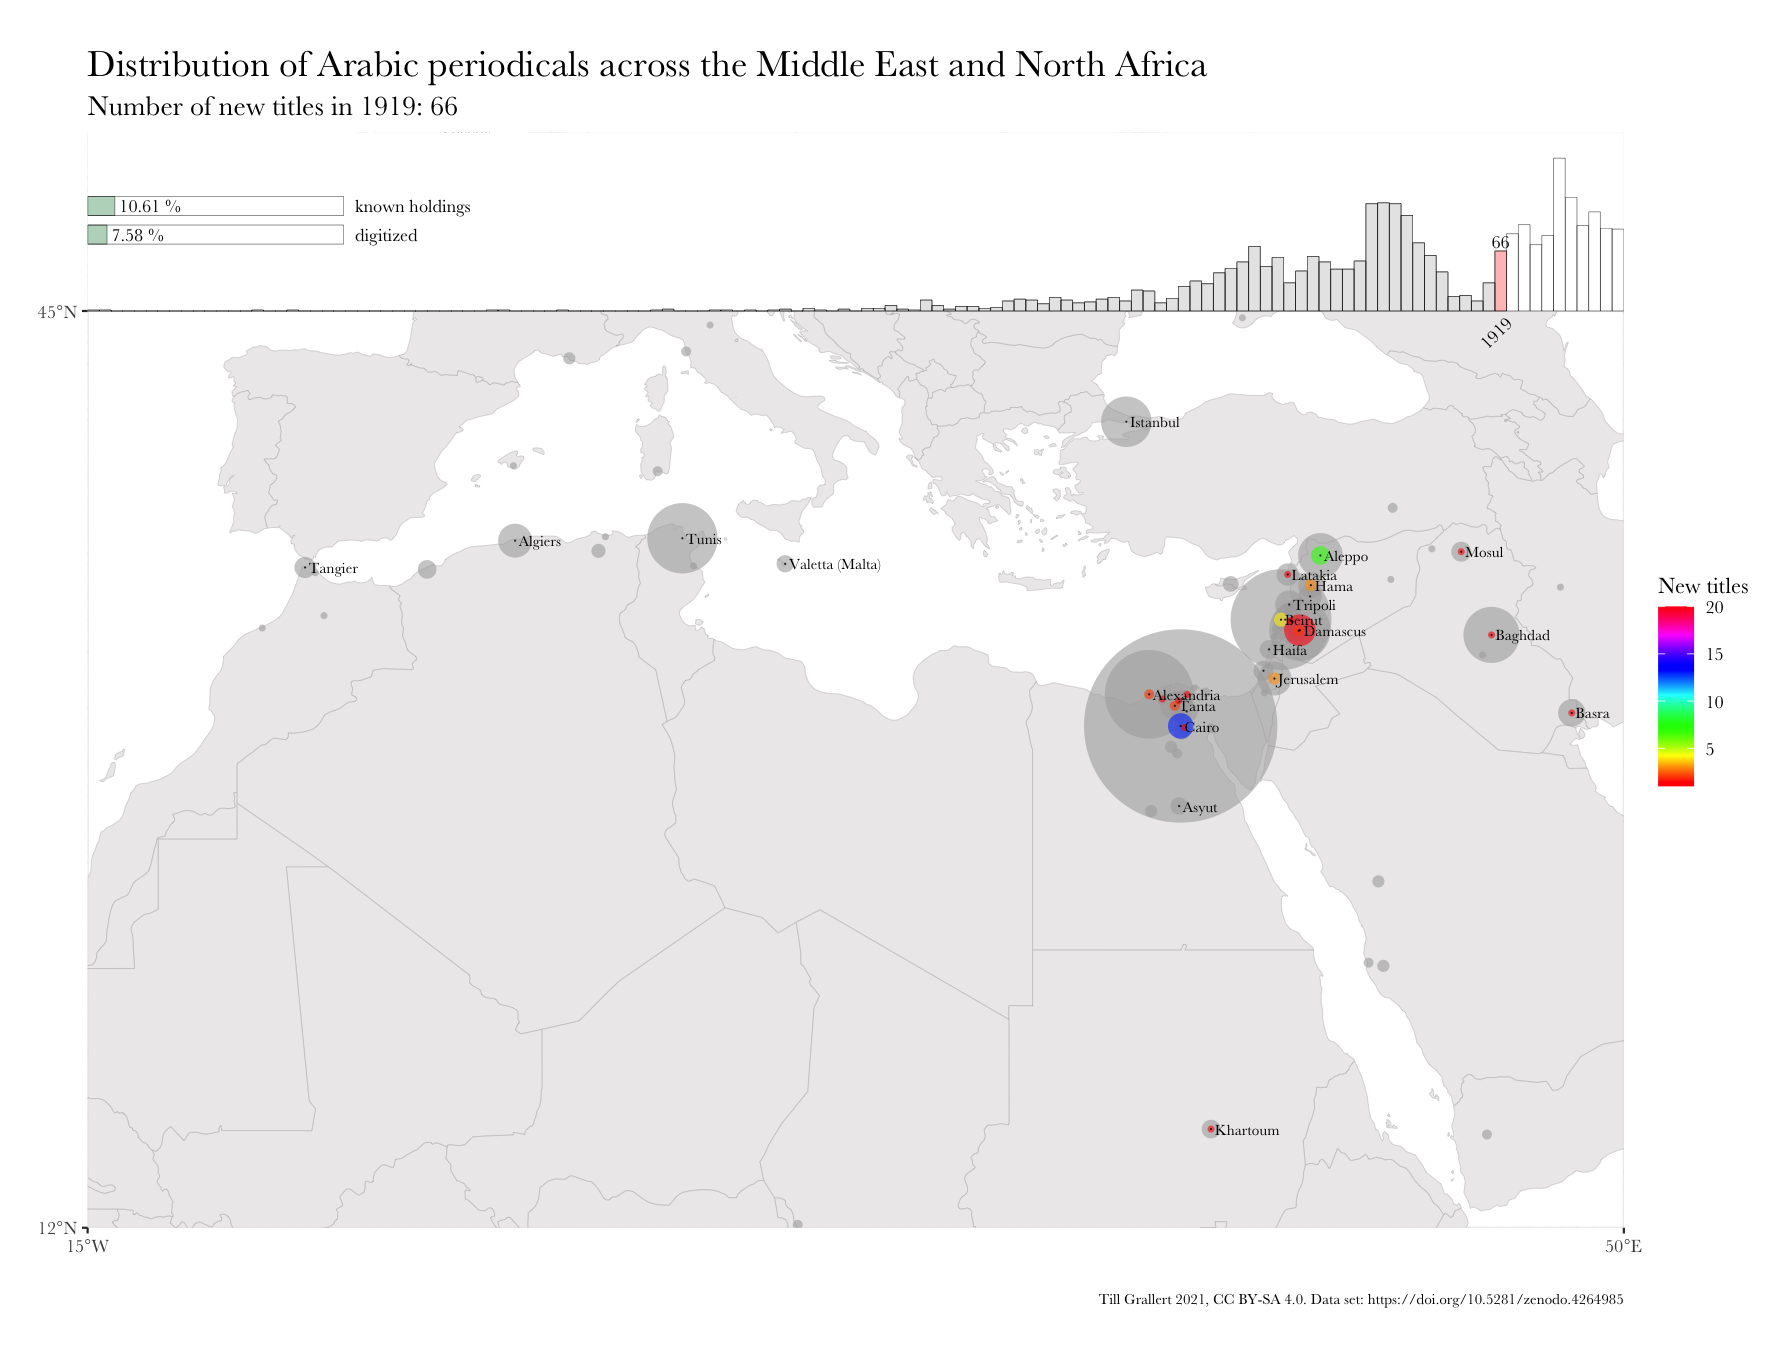 Distribution of Arabic periodicals across the Middle East and North Africa
Number of new titles in 1919: 66
10.61 % known holdings
7.58 % digitized
66
1919
45°N
Istanbul
Algiers
Tunis
Tangier
Valetta (Malta)
Aleppo
Mosul
Latakia
Hama
Tripoli
Beirut
Damascus
Baghdad
Haifa
Jerusalem
Alexandria
Tanta
Basra
Cairo
Asyut
Khartoum
New titles
20
15
10
5
12°N
15°W
50°E
Till Grallert 2021, CC BY-SA 4.0. Data set: https://doi.org/10.5281/zenodo.4264985